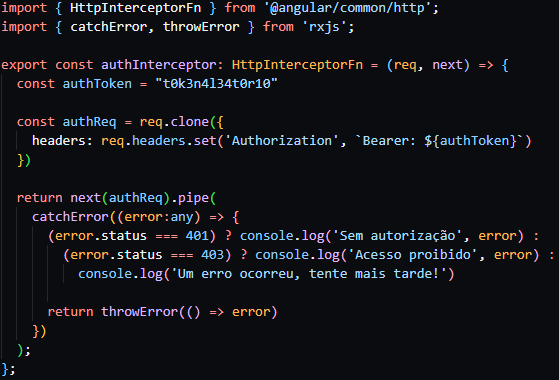 import { HttpInterceptorFn } from '@angular/common/http';
import { catchError, throwError } from 'rxjs';
export const authInterceptor: HttpInterceptorFn = (req, next) => {
const authToken = "t0k3n4l34t0r10"
const authReq = req.clone({
headers: req.headers.set('Authorization', `Bearer: ${authToken}`)
})
return next(authReq).pipe(
catchError((error:any) => {
(error.status === 401) ? console.log('Sem autorização', error) :
(error.status === 403) ? console.log('Acesso proibido', error) :
console.log('Um erro ocorreu, tente mais tarde!')
return throwError(() => error)
})
);
};